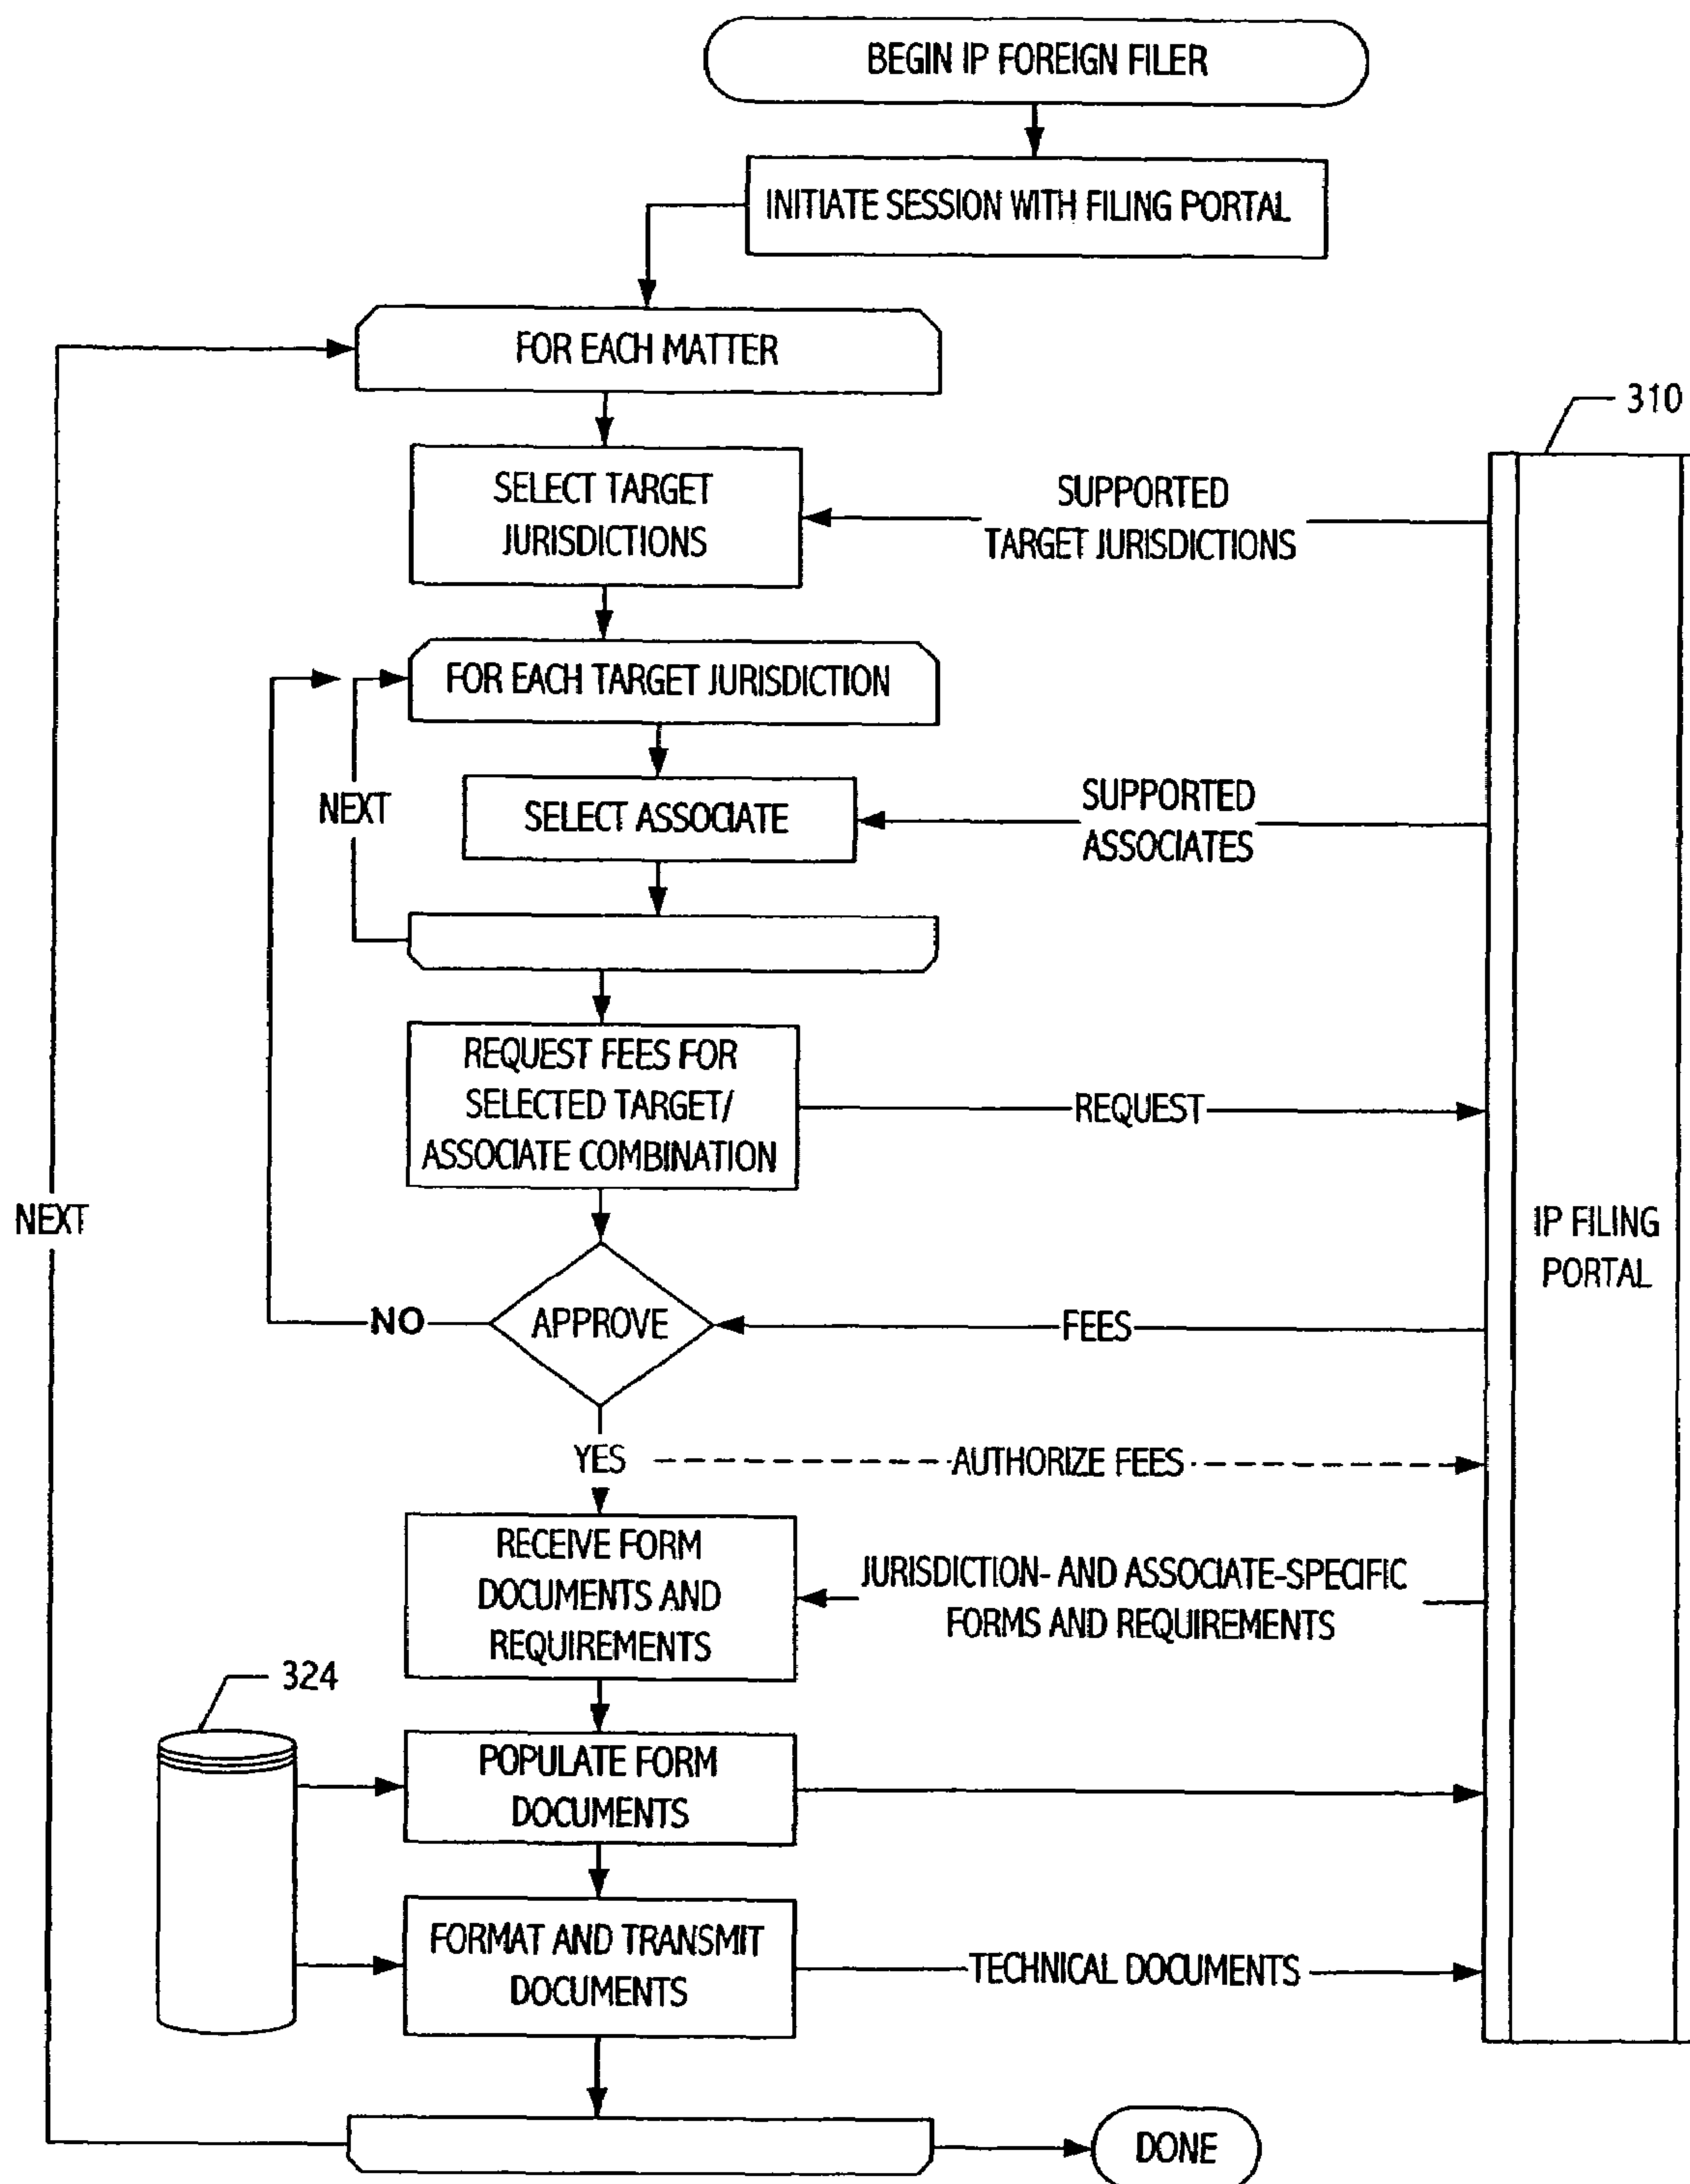 BEGIN IP FOREIGN FILER
INITIATE SESSION WITH FILING PORTAL
FOR EACH MATTER
310
SELECT TARGET
JURISDICTIONS
SUPPORTED
TARGET JURISDICTIONS
FOR EACH TARGET JURISDICTION
NEXT
SELECT ASSOCIATE
SUPPORTED
ASSOCIATES
REQUEST FEES FOR
SELECTED TARGET/
ASSOCIATE COMBINATION
REQUEST
NEXT
IP FILING
PORTAL
NO
APPROVE
FEES
YES
AUTHORIZE FEES
RECEIVE FORM
DOCUMENTS AND
REQUIREMENTS
JURISDICTION- AND ASSOCIATE-SPECIFIC
FORMS AND REQUIREMENTS
324
POPULATE FORM
DOCUMENTS
FORMAT AND TRANSMIT
DOCUMENTS
TECHNICAL DOCUMENTS
DONE